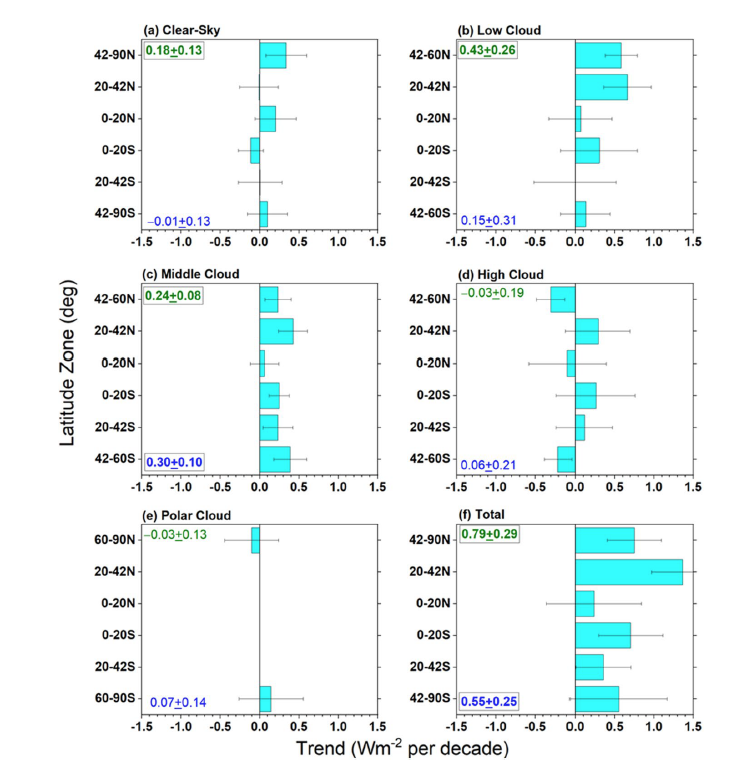 (a) Clear-Sky
0.18±0.13
42-90N
20-42N
0-20N
0-20S
20-42S
42-90S
−0.01±0.13
-1.5 -1.0 -0.5 0.0 0.5 1.0 1.5
(b) Low Cloud
0.43±0.26
42-60N
20-42N
0-20N
0-20S
20-42S
42-60S
0.15±0.31
-1.5 -1.0 -0.5 0.0 0.5 1.0 1.5
Latitude Zone (deg)
(c) Middle Cloud
0.24±0.08
42-60N
20-42N
0-20N
0-20S
20-42S
42-60S
0.30±0.10
-1.5 -1.0 -0.5 0.0 0.5 1.0 1.5
(d) High Cloud
−0.03±0.19
42-60N
20-42N
0-20N
0-20S
20-42S
42-60S
0.06±0.21
-1.5 -1.0 -0.5 0.0 0.5 1.0 1.5
(e) Polar Cloud
−0.03±0.13
60-90N
20-42N
0-20N
0-20S
20-42S
60-90S
0.07±0.14
-1.5 -1.0 -0.5 0.0 0.5 1.0 1.5
(f) Total
0.79±0.29
42-90N
20-42N
0-20N
0-20S
20-42S
42-90S
0.55±0.25
-1.5 -1.0 -0.5 0.0 0.5 1.0 1.5
Trend (Wm⁻² per decade)